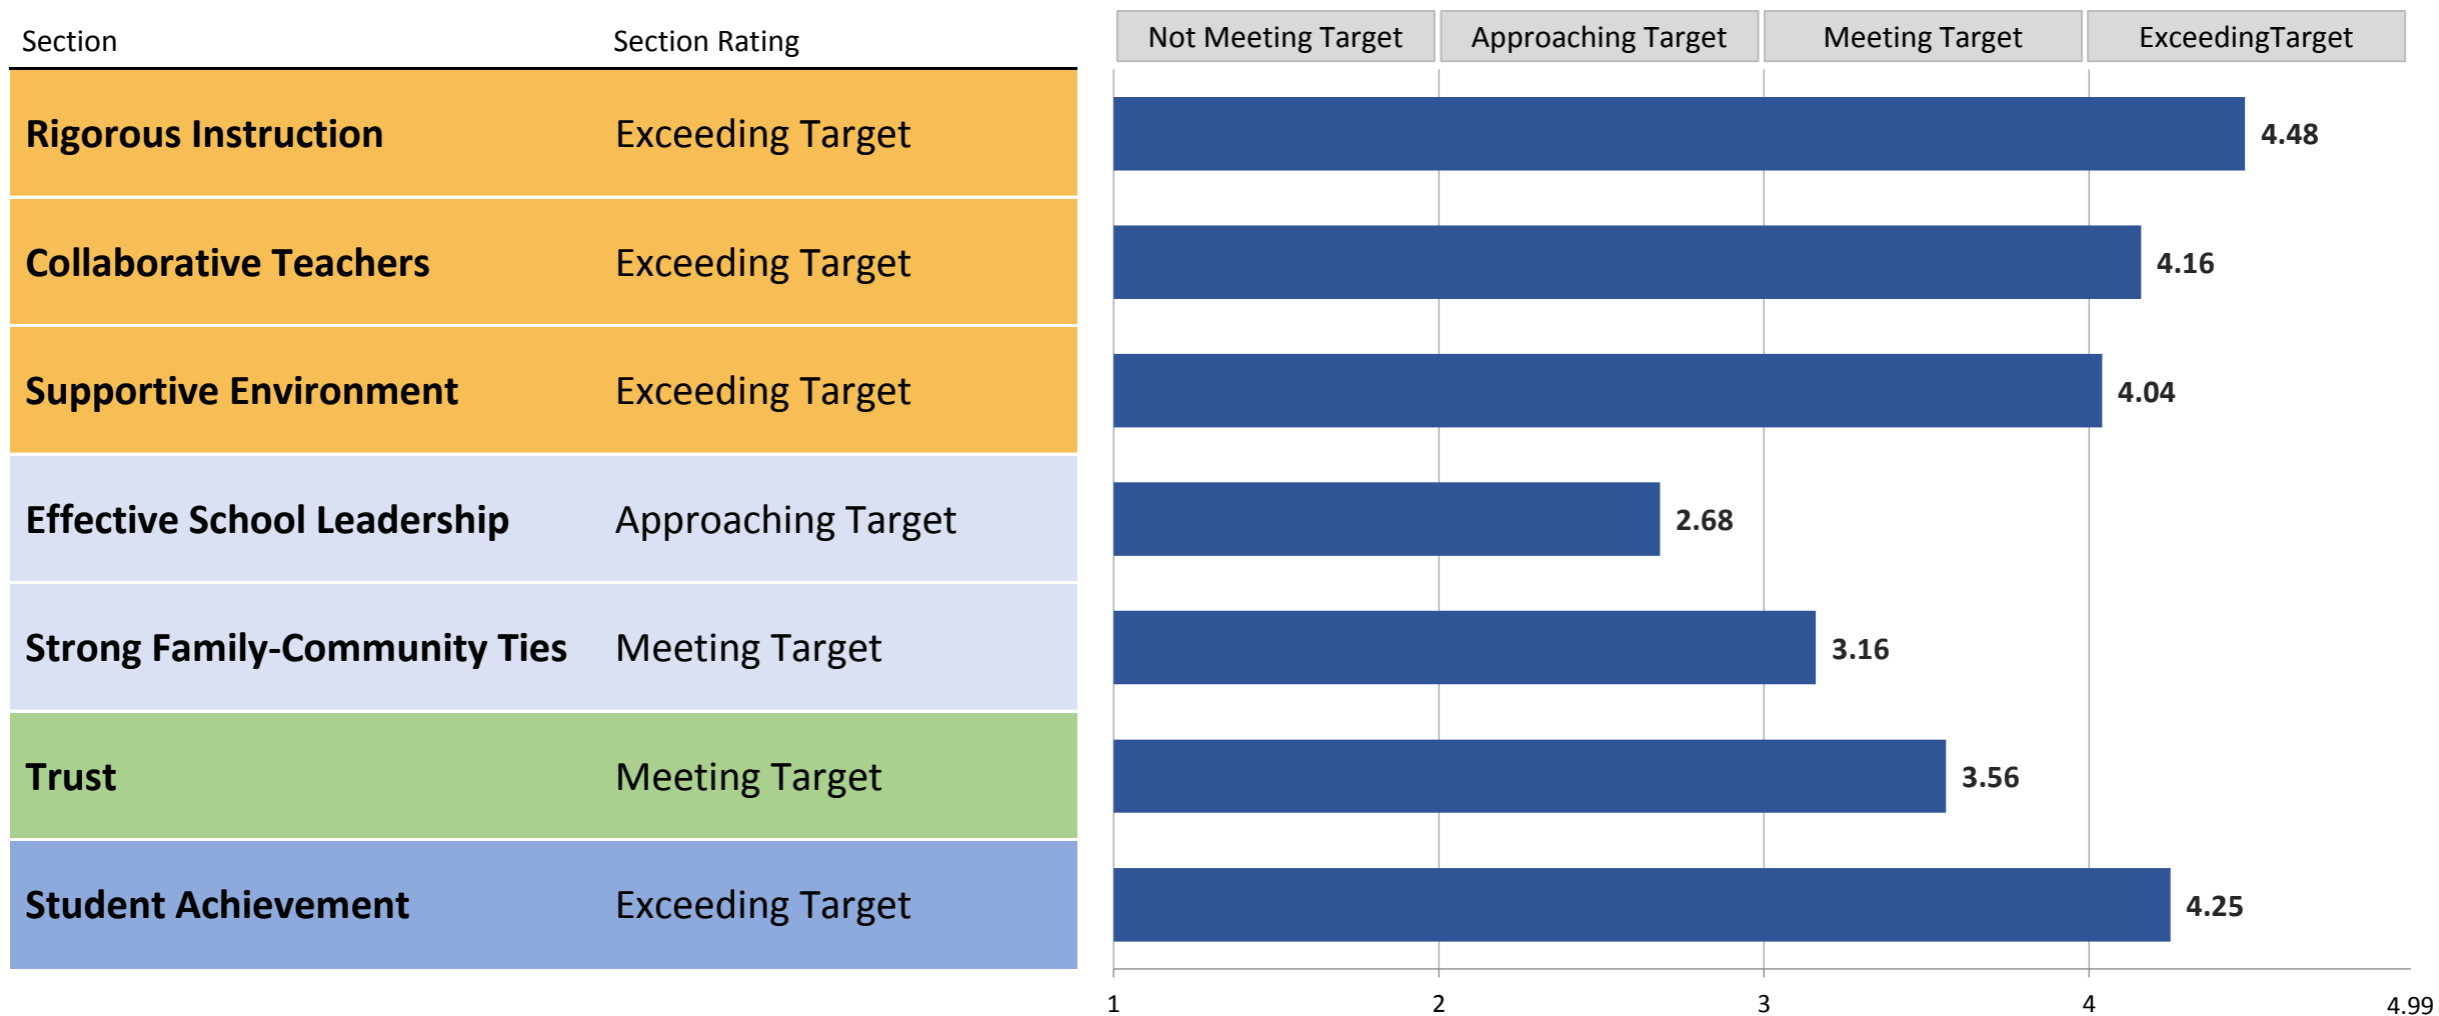 Section Section Rating Not Meeting Target Approaching Target Meeting Target ExceedingTarget
Rigorous Instruction Exceeding Target 4.48
Collaborative Teachers Exceeding Target 4.16
Supportive Environment Exceeding Target 4.04
Effective School Leadership Approaching Target 2.68
Strong Family-Community Ties Meeting Target 3.16
Trust Meeting Target 3.56
Student Achievement Exceeding Target 4.25
1 2 3 4 4.99